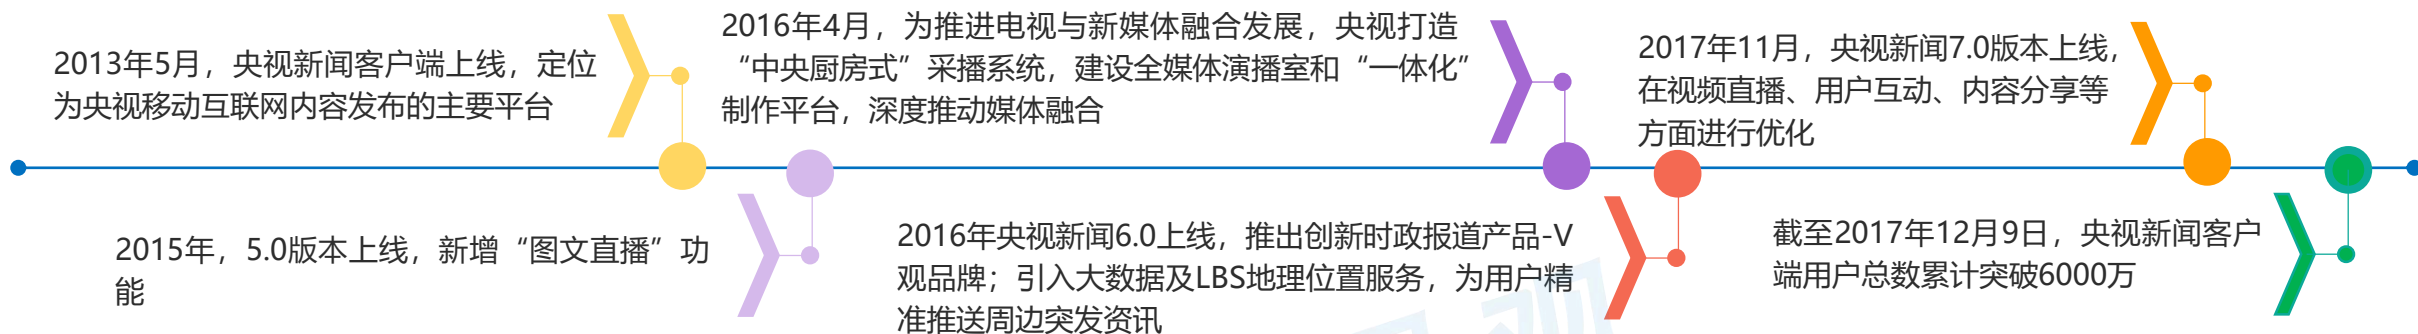 2013年5月，央视新闻客户端上线，定位
为央视移动互联网内容发布的主要平台
2015年，5.0版本上线，新增“图文直播”功
能
2016年4月，为推进电视与新媒体融合发展，央视打造
“中央厨房式”采播系统，建设全媒体演播室和“一体化”
制作平台，深度推动媒体融合
2016年央视新闻6.0上线，推出创新时政报道产品-V
观品牌；引入大数据及LBS地理位置服务，为用户精
准推送周边突发资讯
2017年11月，央视新闻7.0版本上线，
在视频直播、用户互动、内容分享等
方面进行优化
截至2017年12月9日，央视新闻客户
端用户总数累计突破6000万